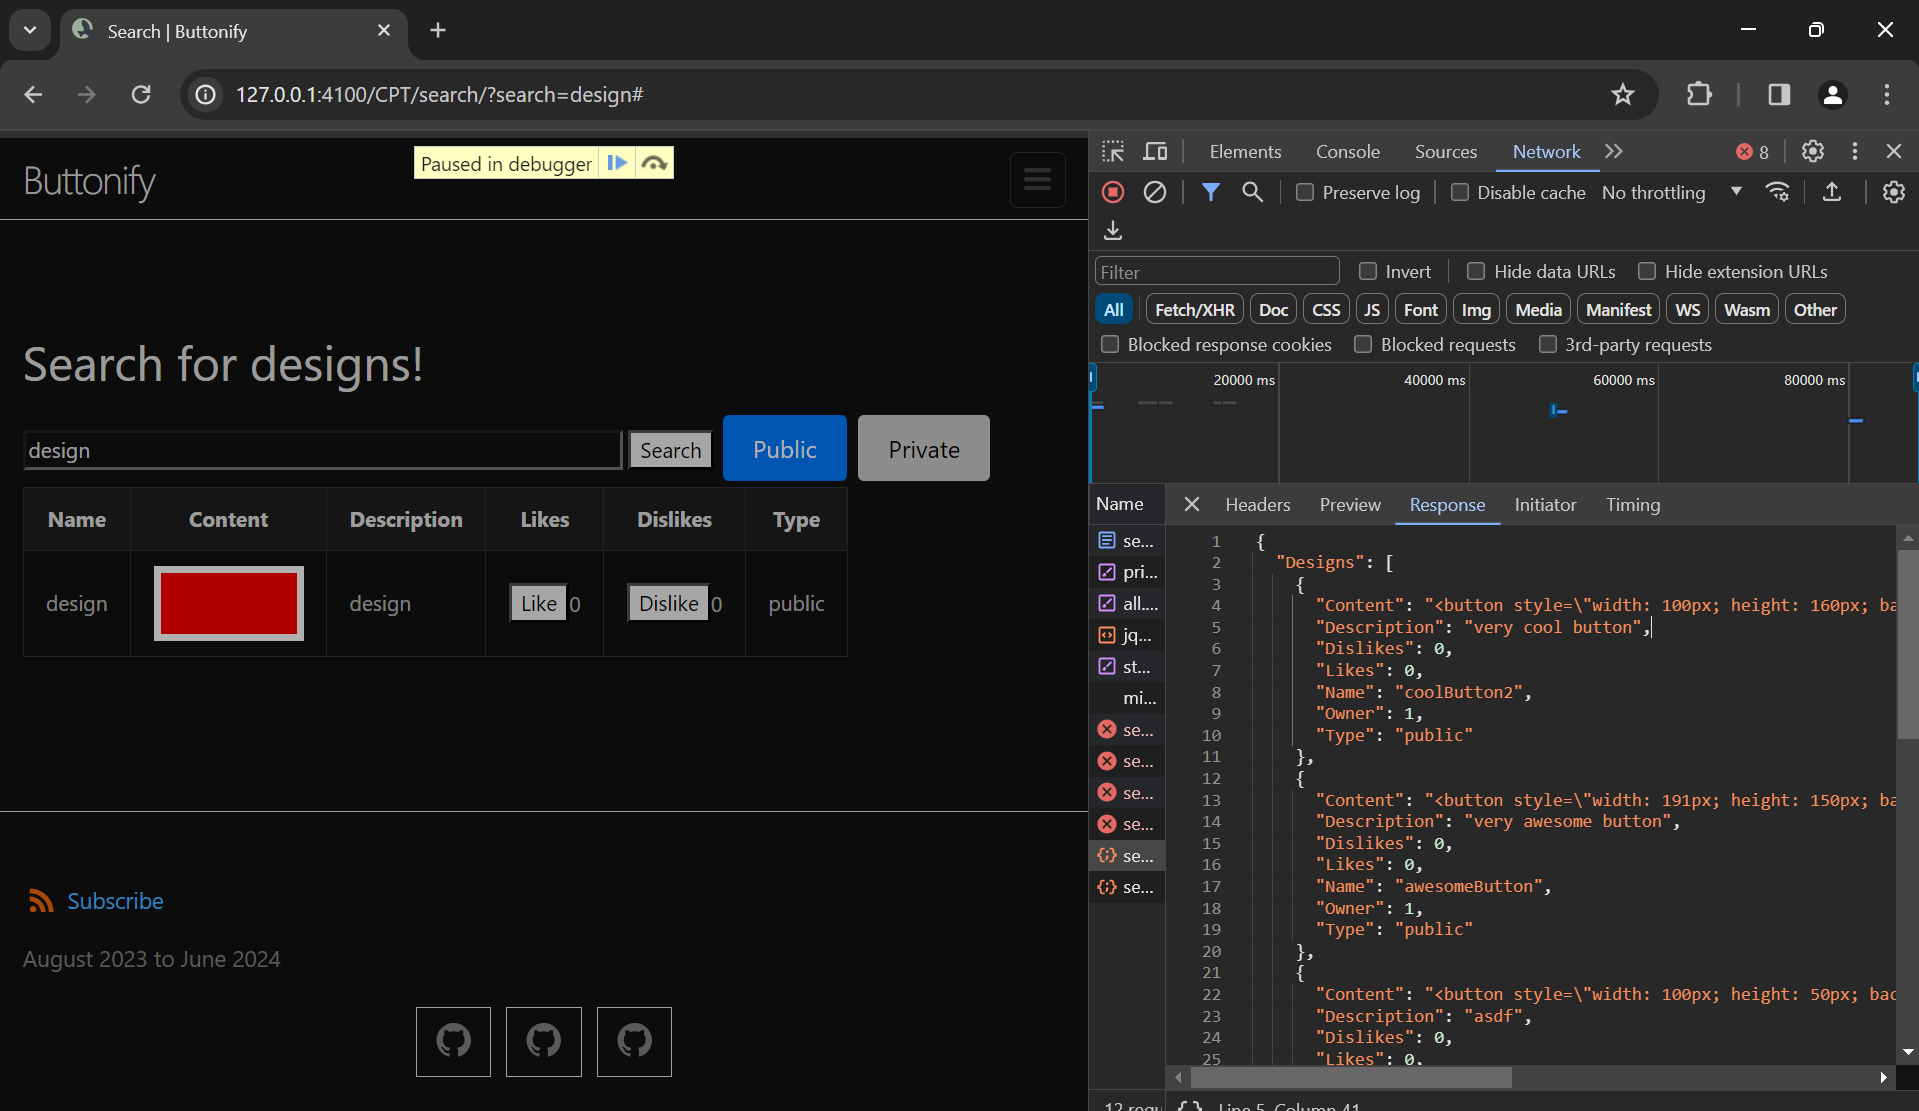 Search | Buttonify
127.0.0.1:4100/CPT/search/?search=design#
Buttonify
Paused in debugger
Search for designs!
design
Search
Public
Private
Name Content Description Likes Dislikes Type
design design Like 0 Dislike 0 public
Subscribe
August 2023 to June 2024
Elements Console Sources Network 8
Preserve log Disable cache No throttling
Filter Invert Hide data URLs Hide extension URLs
All Fetch/XHR Doc CSS JS Font Img Media Manifest WS Wasm Other
Blocked response cookies Blocked requests 3rd-party requests
20000 ms 40000 ms 60000 ms 80000 ms
Name Headers Preview Response Initiator Timing
se...
pri...
all....
jq...
st...
mi...
se...
se...
se...
se...
se...
se...
1 {
2 "Designs": [
3 {
4 "Content": "<button style=\"width: 100px; height: 160px; ba
5 "Description": "very cool button",
6 "Dislikes": 0,
7 "Likes": 0,
8 "Name": "coolButton2",
9 "Owner": 1,
10 "Type": "public"
11 },
12 {
13 "Content": "<button style=\"width: 191px; height: 150px; ba
14 "Description": "very awesome button",
15 "Dislikes": 0,
16 "Likes": 0,
17 "Name": "awesomeButton",
18 "Owner": 1,
19 "Type": "public"
20 },
21 {
22 "Content": "<button style=\"width: 100px; height: 50px; bac
23 "Description": "asdf",
24 "Dislikes": 0,
25 "Likes": 0,
12 requ {} Line 5, Column 41